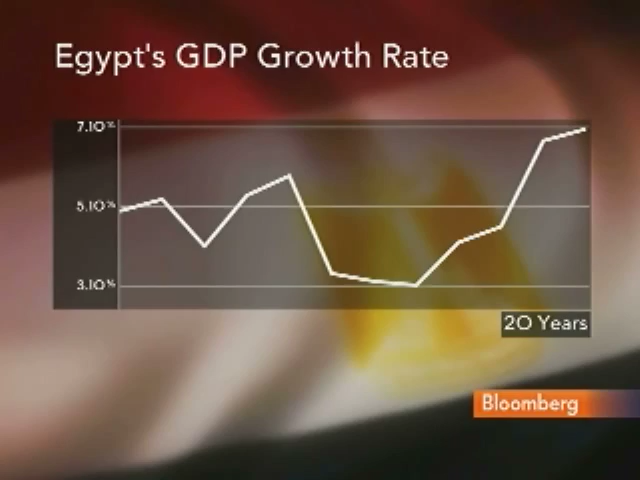 Egypt's GDP Growth Rate
7.10%
5.10%
3.10%
20 Years
Bloomberg